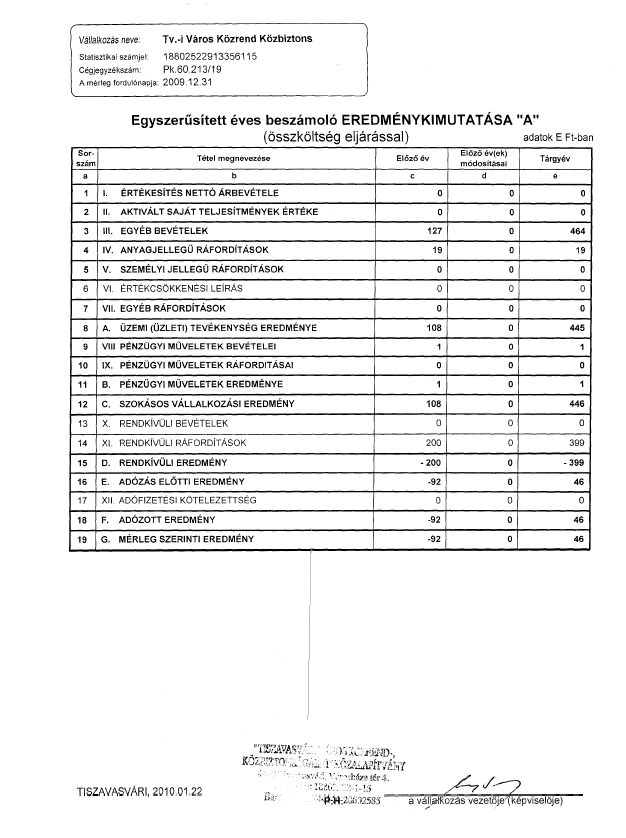 Vállalkozás neve: Tv.-i Város Közrend Közbiztons
Statisztikai számjel: 18802522913356115
Cégjegyzékszám: Pk.60.213/19
A mérleg fordulónapja: 2009.12.31
Egyszerűsített éves beszámoló EREDMÉNYKIMUTATÁSA "A"
(összköltség eljárással) adatok E Ft-ban
Sor-szám Tétel megnevezése Előző év Előző év(ek) módosításai Tárgyév
a b c d e
1 I. ÉRTÉKESÍTÉS NETTÓ ÁRBEVÉTELE 0 0 0
2 II. AKTIVÁLT SAJÁT TELJESÍTMÉNYEK ÉRTÉKE 0 0 0
3 III. EGYÉB BEVÉTELEK 127 0 464
4 IV. ANYAGJELLEGŰ RÁFORDÍTÁSOK 19 0 19
5 V. SZEMÉLYI JELLEGŰ RÁFORDÍTÁSOK 0 0 0
6 VI. ÉRTÉKCSÖKKENÉSI LEÍRÁS 0 0 0
7 VII. EGYÉB RÁFORDÍTÁSOK 0 0 0
8 A. ÜZEMI (ÜZLETI) TEVÉKENYSÉG EREDMÉNYE 108 0 445
9 VIII PÉNZÜGYI MŰVELETEK BEVÉTELEI 1 0 1
10 IX. PÉNZÜGYI MŰVELETEK RÁFORDÍTÁSAI 0 0 0
11 B. PÉNZÜGYI MŰVELETEK EREDMÉNYE 1 0 1
12 C. SZOKÁSOS VÁLLALKOZÁSI EREDMÉNY 108 0 446
13 X. RENDKÍVÜLI BEVÉTELEK 0 0 0
14 XI. RENDKÍVÜLI RÁFORDÍTÁSOK 200 0 399
15 D. RENDKÍVÜLI EREDMÉNY - 200 0 - 399
16 E. ADÓZÁS ELŐTTI EREDMÉNY -92 0 46
17 XII. ADÓFIZETÉSI KÖTELEZETTSÉG 0 0 0
18 F. ADÓZOTT EREDMÉNY -92 0 46
19 G. MÉRLEG SZERINTI EREDMÉNY -92 0 46
KÖZALAPÍTVÁNY
tér 4.
TISZAVASVÁRI, 2010.01.22
P.H.
a vállalkozás vezetője (képviselője)